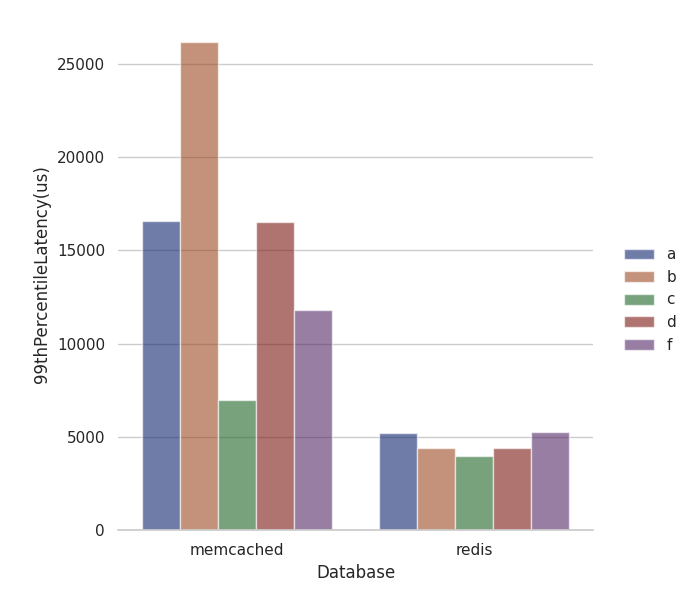 25000
20000
15000
10000
5000
0
99thPercentileLatency(us)
memcached
redis
Database
a
b
c
d
f